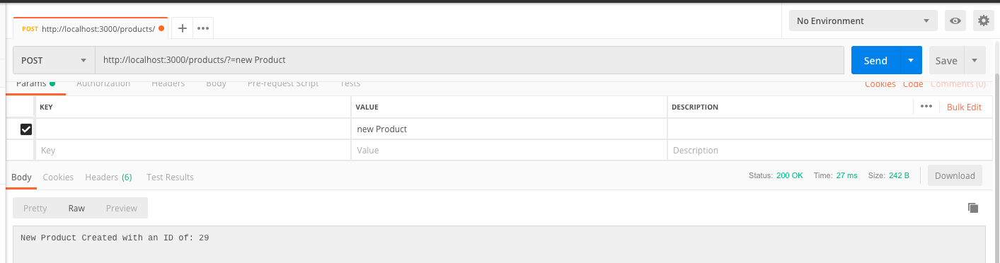 POST http://localhost:3000/products/ No Environment
POST http://localhost:3000/products/?=new Product Send Save
Params Authorization Headers Body Pre-request Script Tests Cookies Code Comments (0)
KEY VALUE DESCRIPTION Bulk Edit
new Product
Key Value Description
Body Cookies Headers (6) Test Results Status: 200 OK Time: 27 ms Size: 242 B Download
Pretty Raw Preview
New Product Created with an ID of: 29